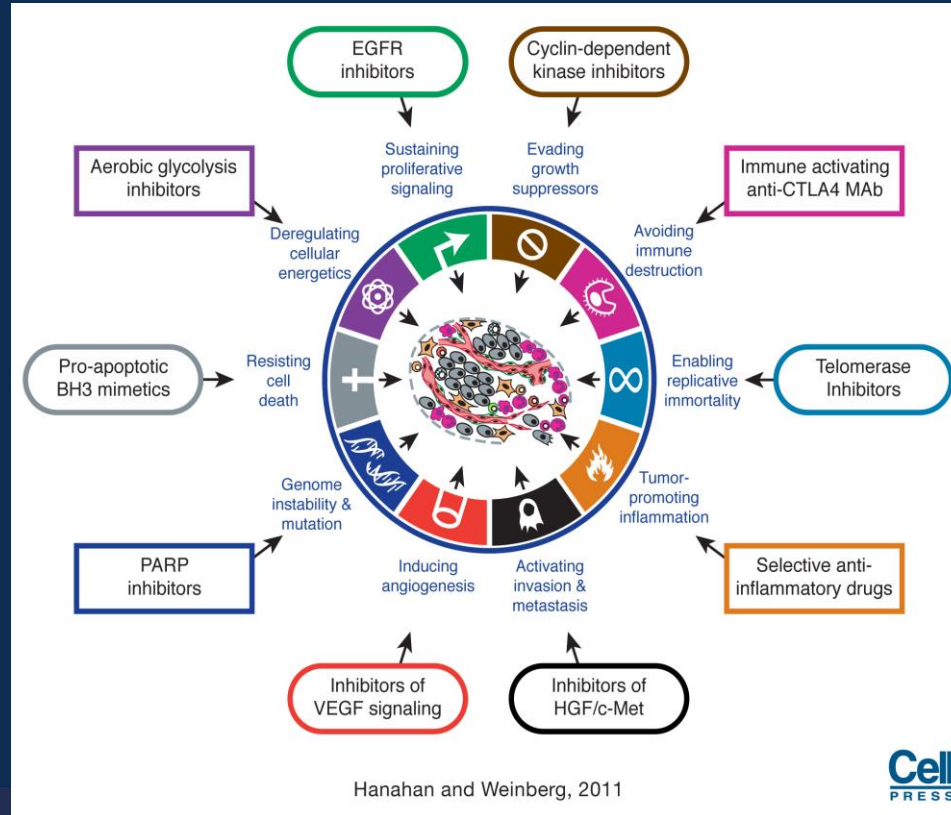 EGFR
inhibitors
Cyclin-dependent
kinase inhibitors
Sustaining
proliferative
signaling
Evading
growth
suppressors
Aerobic glycolysis
inhibitors
Immune activating
anti-CTLA4 MAb
Deregulating
cellular
energetics
Avoiding
immune
destruction
Pro-apoptotic
BH3 mimetics
Resisting
cell
death
Enabling
replicative
immortality
Telomerase
Inhibitors
Genome
instability &
mutation
Tumor-
promoting
inflammation
PARP
inhibitors
Inducing
angiogenesis
Activating
invasion &
metastasis
Selective anti-
inflammatory drugs
Inhibitors of
VEGF signaling
Inhibitors of
HGF/c-Met
Hanahan and Weinberg, 2011
Cell
PRESS